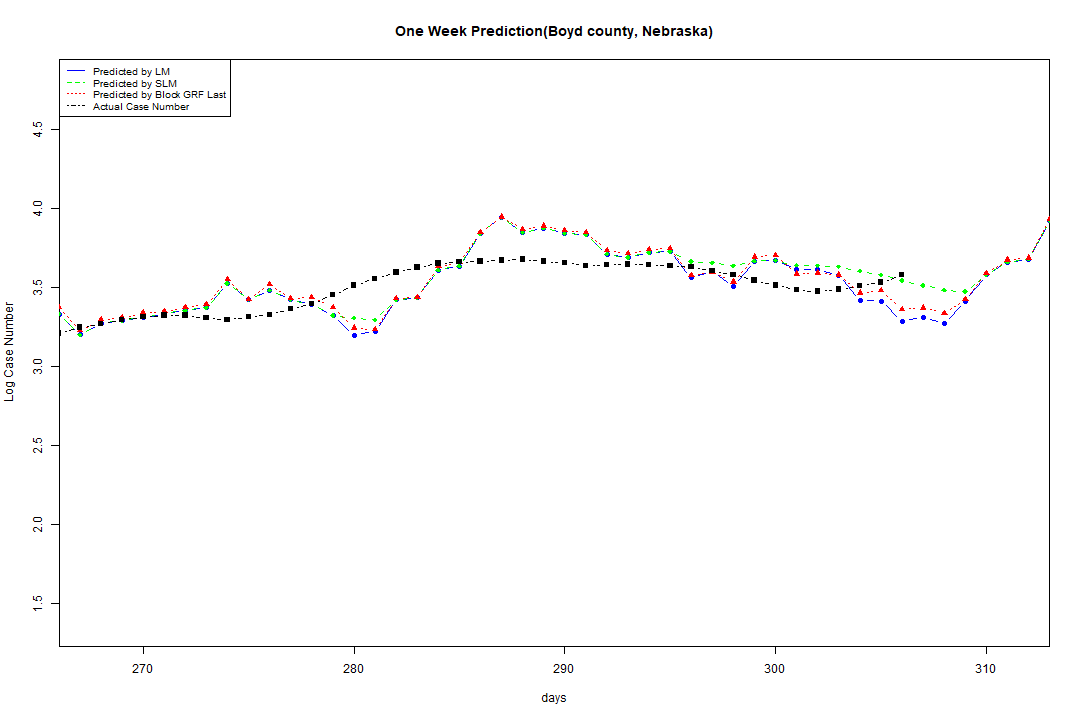 One Week Prediction(Boyd county, Nebraska)
Predicted by LM
Predicted by SLM
Predicted by Block GRF Last
Actual Case Number
4.5
4.0
3.5
3.0
2.5
2.0
1.5
Log Case Number
270 280 290 300 310
days